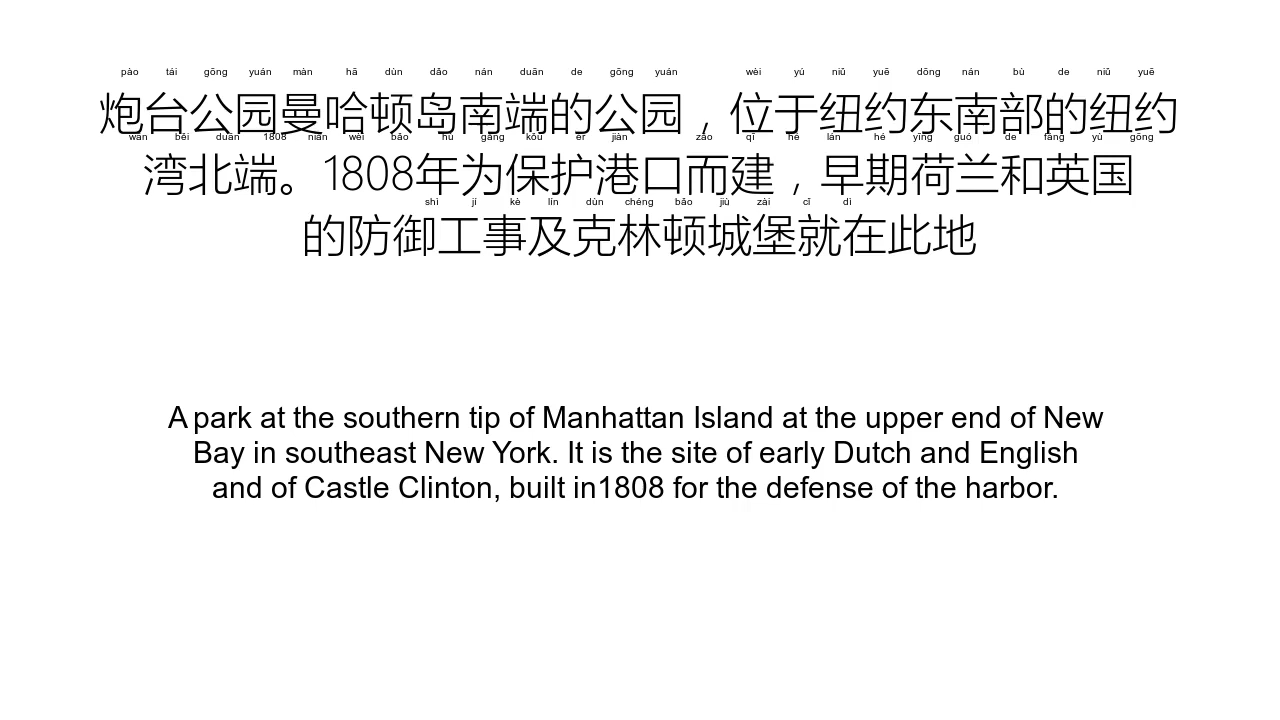 pào tái gōng yuán màn hā dùn dǎo nán duān de gōng yuán wèi yú niǔ yuē dōng nán bù de niǔ yuē
炮台公园曼哈顿岛南端的公园，位于纽约东南部的纽约
wān běi duān 1808 nián wèi bǎo hù gǎng kǒu ér jiàn zǎo qī hé lán hé yīng guó de fáng yù gōng
湾北端。1808年为保护港口而建，早期荷兰和英国
shì jí kè lín dùn chéng bǎo jiù zài cǐ dì
的防御工事及克林顿城堡就在此地
A park at the southern tip of Manhattan Island at the upper end of New
Bay in southeast New York. It is the site of early Dutch and English
and of Castle Clinton, built in1808 for the defense of the harbor.